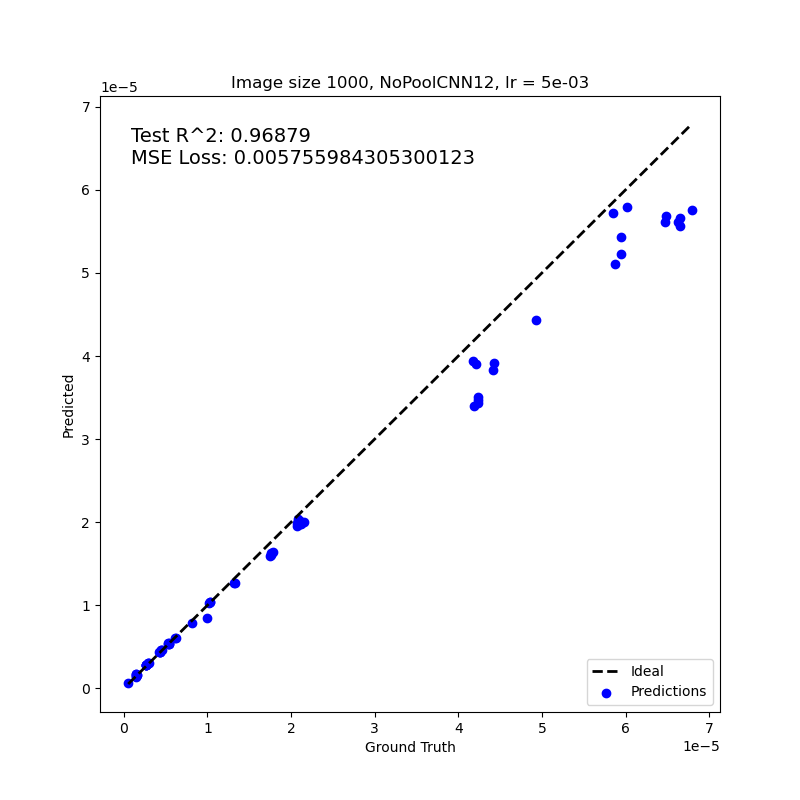 Image size 1000, NoPoolCNN12, lr = 5e-03
1e−5
Test R^2: 0.96879
MSE Loss: 0.005755984305300123
7
6
5
4
3
2
1
0
Predicted
Ideal
Predictions
0 1 2 3 4 5 6 7
1e−5
Ground Truth